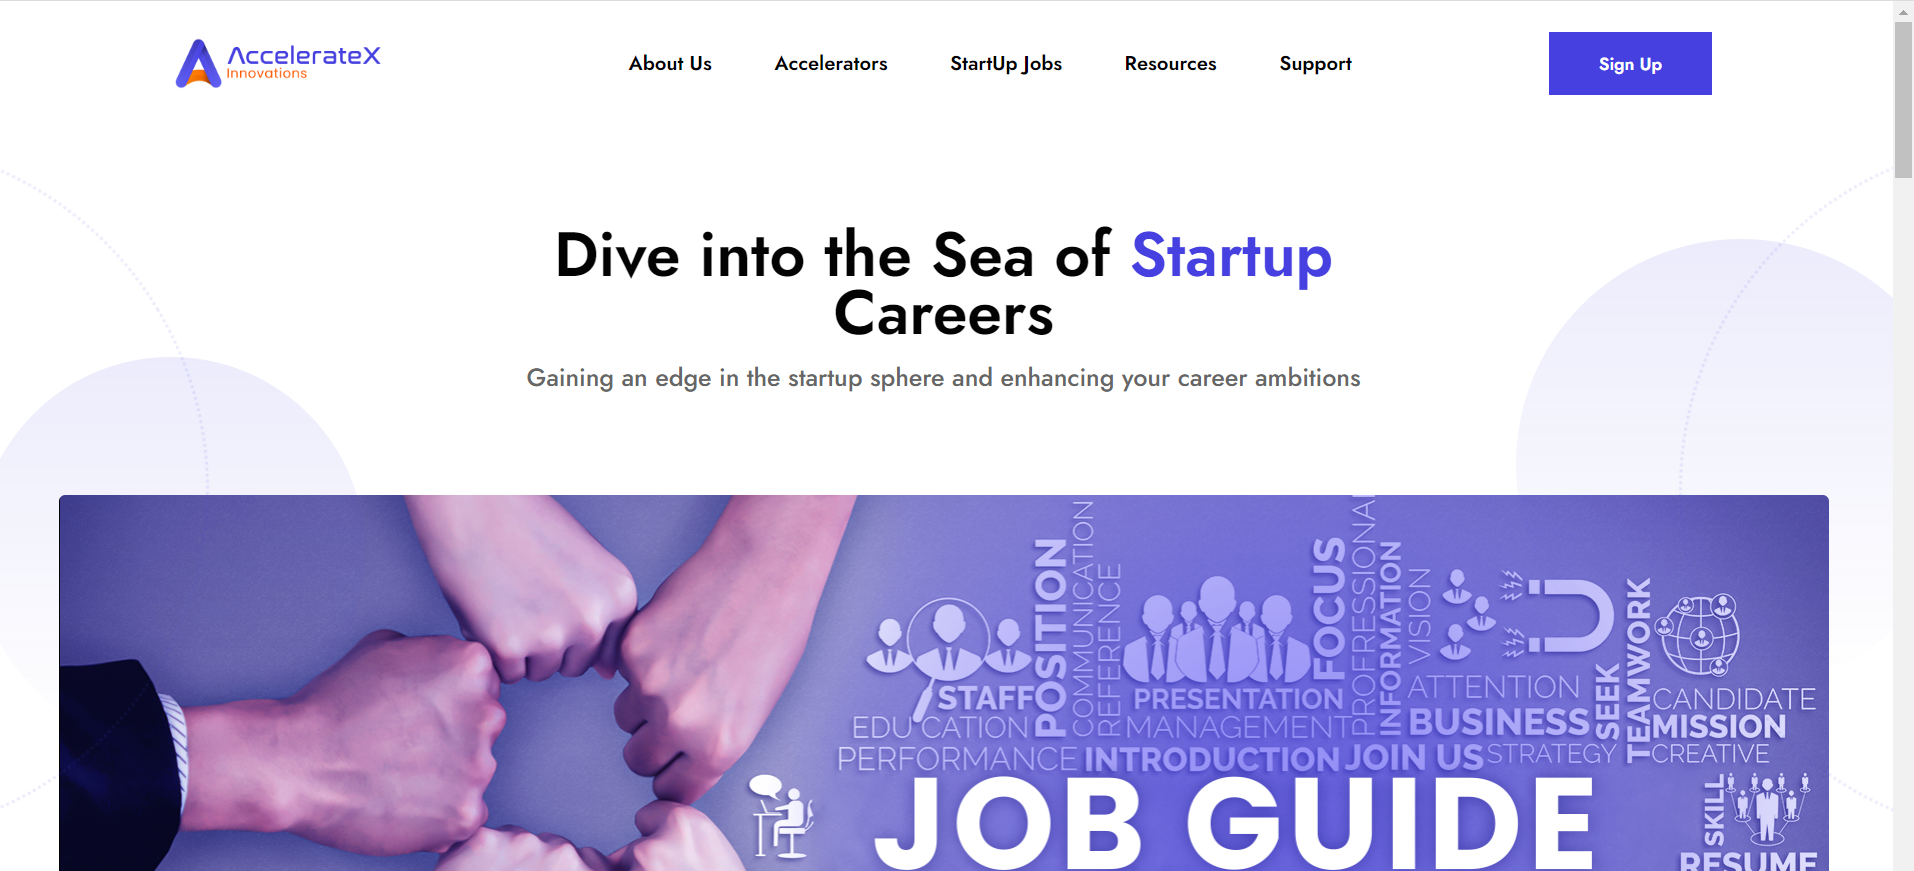 AccelerateX
Innovations
About Us
Accelerators
StartUp Jobs
Resources
Support
Sign Up
Dive into the Sea of Startup
Careers
Gaining an edge in the startup sphere and enhancing your career ambitions
POSITION
COMMUNICATION
REFERENCE
FOCUS
PROFRESSIONAL
INFORMATION
VISION
STAFF
PRESENTATION
ATTENTION
SEEK
TEAMWORK
CANDIDATE
EDUCATION
MANAGEMENT
BUSINESS
MISSION
PERFORMANCE
INTRODUCTION
JOIN US
STRATEGY
CREATIVE
JOB GUIDE
SKILL
RESUME